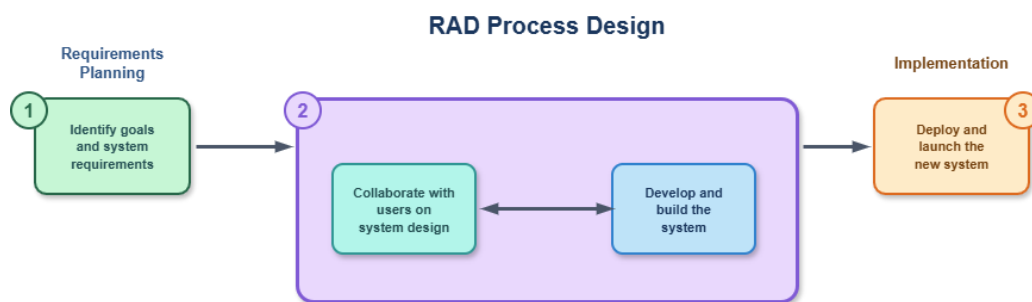 RAD Process Design
Requirements
Planning
1
Identify goals
and system
requirements
2
Collaborate with
users on
system design
Develop and
build the
system
Implementation
3
Deploy and
launch the
new system